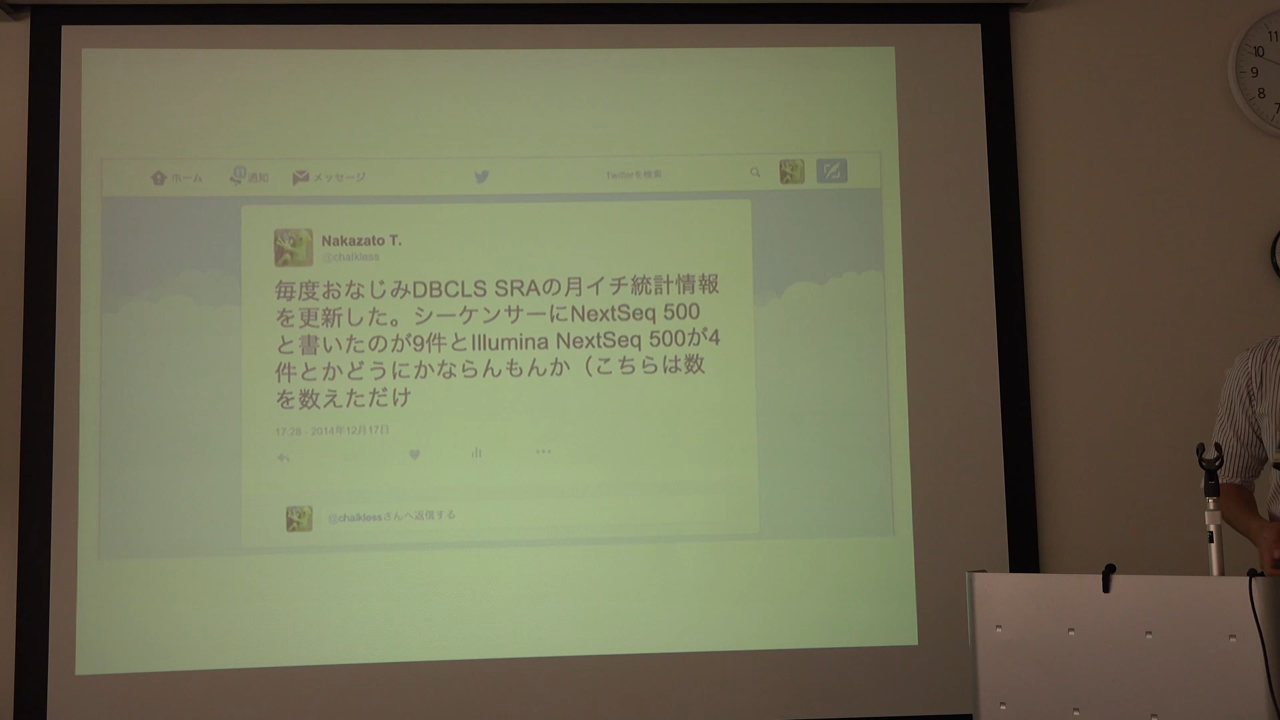 ホーム 通知 メッセージ Twitterを検索
Nakazato T.
@chalkless
毎度おなじみDBCLS SRAの月イチ統計情報
を更新した。シーケンサーにNextSeq 500
と書いたのが9件とIllumina NextSeq 500が4
件とかどうにかならんもんか（こちらは数
を数えただけ
17:28 - 2014年12月17日
@chalklessさんへ返信する
11
10
9
8
7